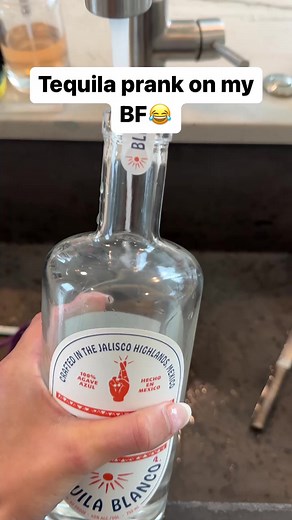 Tequila prank on my
BF😂
BL
CRAFTED IN THE JALISCO HIGHLANDS, MEXICO
100%
AGAVE
AZUL
HECHO
EN
MEXICO
UILA BLANCO